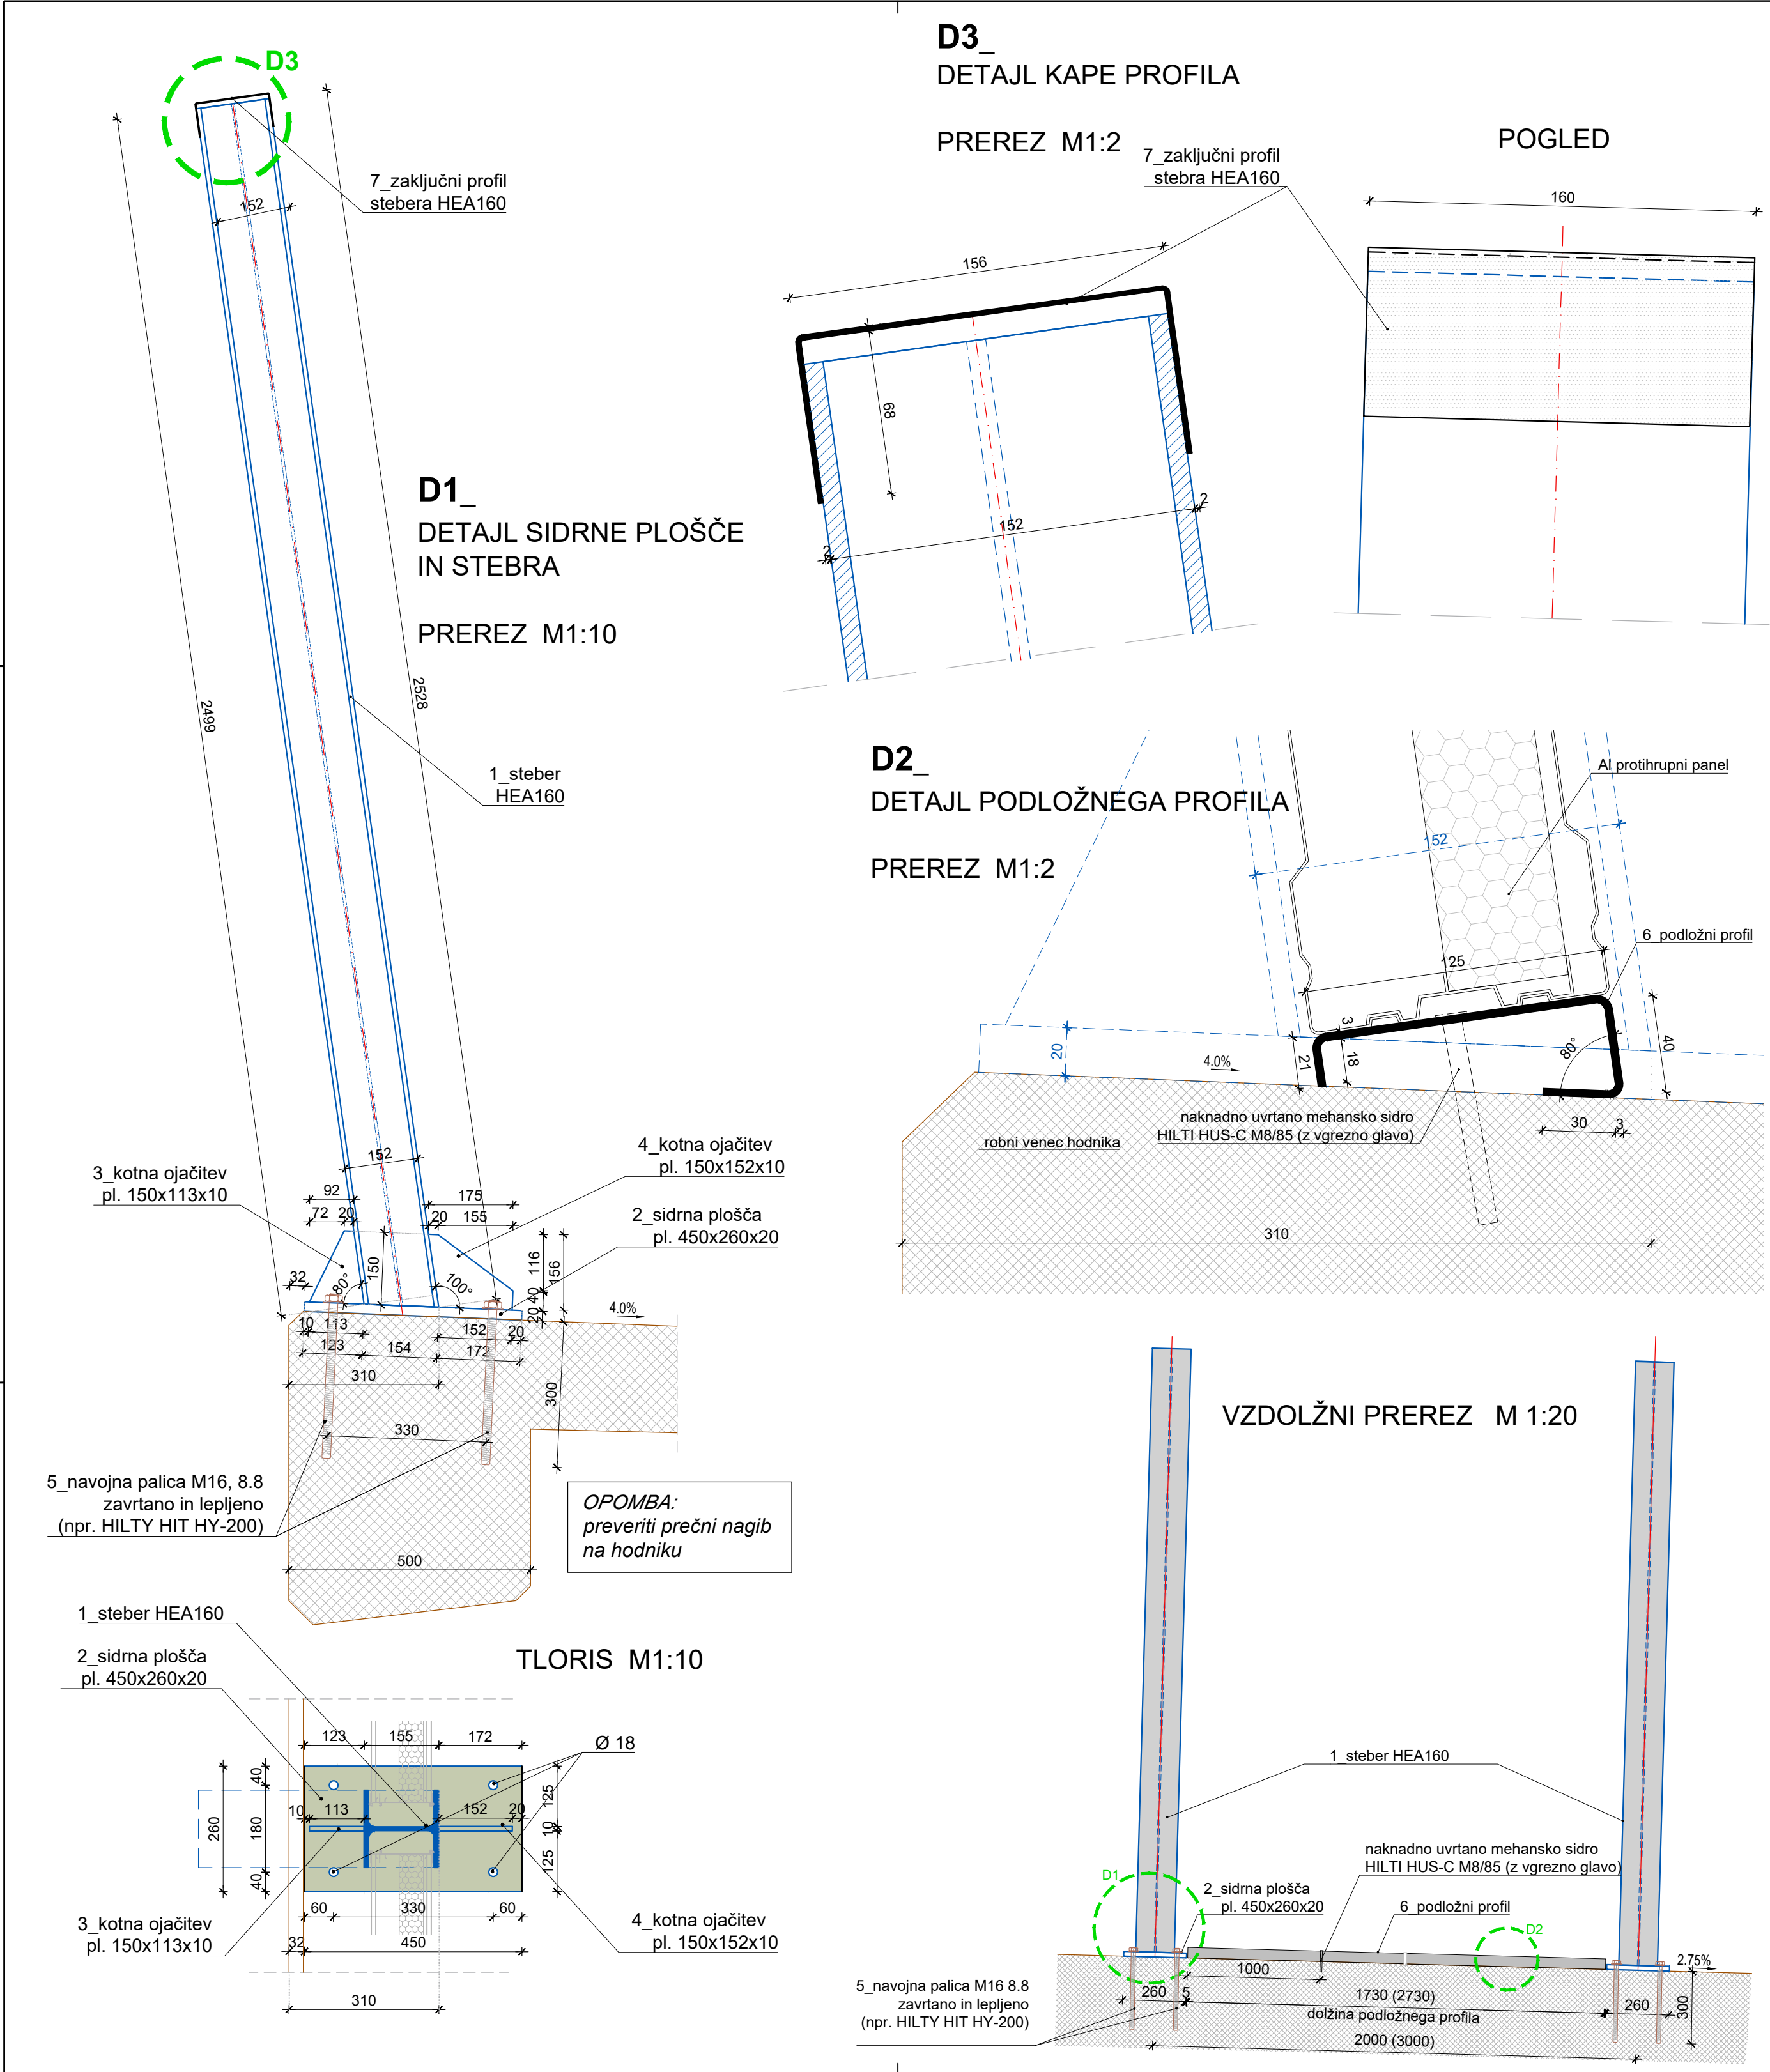 D3
7_zaključni profil
stebera HEA160
152
2499
2528
D1_
DETAJL SIDRNE PLOŠČE
IN STEBRA
PREREZ M1:10
1_steber
HEA160
152
3_kotna ojačitev
pl. 150x113x10
4_kotna ojačitev
pl. 150x152x10
92
175
72
20
20
155
2_sidrna plošča
pl. 450x260x20
150
116
156
32
80°
100°
40
20
4.0%
10
113
152
20
123
154
172
310
300
330
5_navojna palica M16, 8.8
zavrtano in lepljeno
(npr. HILTY HIT HY-200)
OPOMBA:
preveriti prečni nagib
na hodniku
500
D3_
DETAJL KAPE PROFILA
PREREZ M1:2
7_zaključni profil
stebra HEA160
POGLED
160
156
68
2
152
2
D2_
DETAJL PODLOŽNEGA PROFILA
PREREZ M1:2
Al protihrupni panel
152
6_podložni profil
125
3
20
21
18
80°
40
4.0%
naknadno uvrtano mehansko sidro
HILTI HUS-C M8/85 (z vgrezno glavo)
robni venec hodnika
30
3
310
1_steber HEA160
2_sidrna plošča
pl. 450x260x20
TLORIS M1:10
123
155
172
Ø 18
40
125
10
113
152
20
260
180
10
125
40
60
330
60
3_kotna ojačitev
pl. 150x113x10
4_kotna ojačitev
pl. 150x152x10
32
450
310
VZDOLŽNI PREREZ M 1:20
1_steber HEA160
naknadno uvrtano mehansko sidro
HILTI HUS-C M8/85 (z vgrezno glavo)
D1
2_sidrna plošča
pl. 450x260x20
6_podložni profil
D2
2.75%
1000
5_navojna palica M16 8.8
zavrtano in lepljeno
(npr. HILTY HIT HY-200)
260
5
1730 (2730)
260
300
dolžina podložnega profila
2000 (3000)